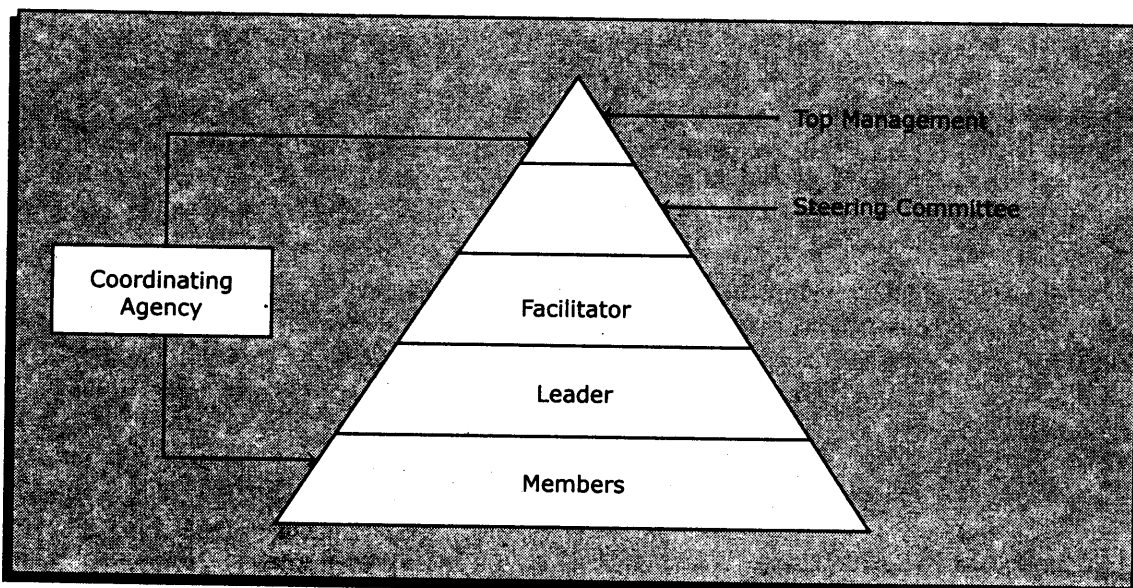 Top Management
Steering Committee
Coordinating
Agency
Facilitator
Leader
Members